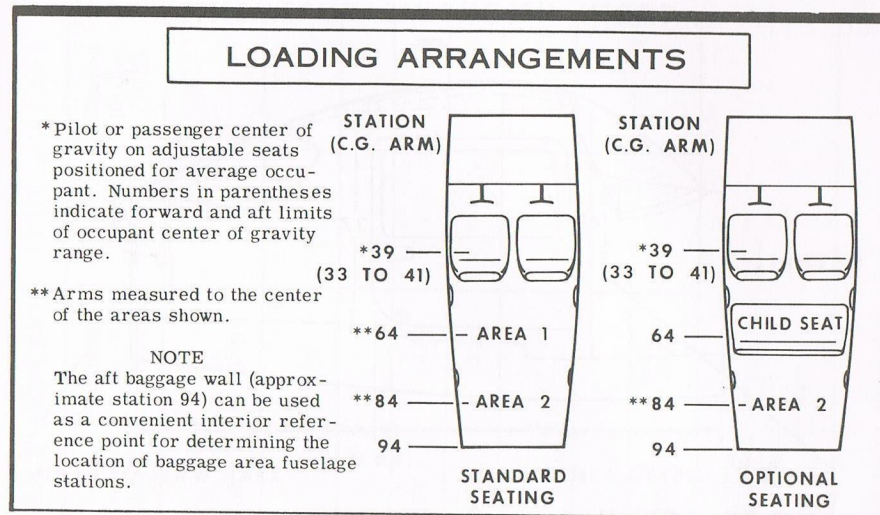 LOADING ARRANGEMENTS
*Pilot or passenger center of
gravity on adjustable seats
positioned for average occu-
pant. Numbers in parentheses
indicate forward and aft limits
of occupant center of gravity
range.
**Arms measured to the center
of the areas shown.
NOTE
The aft baggage wall (approx-
imate station 94) can be used
as a convenient interior refer-
ence point for determining the
location of baggage area fuselage
stations.
STATION
(C.G. ARM)
*39
(33 TO 41)
**64
AREA 1
**84
AREA 2
94
STANDARD
SEATING
STATION
(C.G. ARM)
*39
(33 TO 41)
64
CHILD SEAT
**84
AREA 2
94
OPTIONAL
SEATING